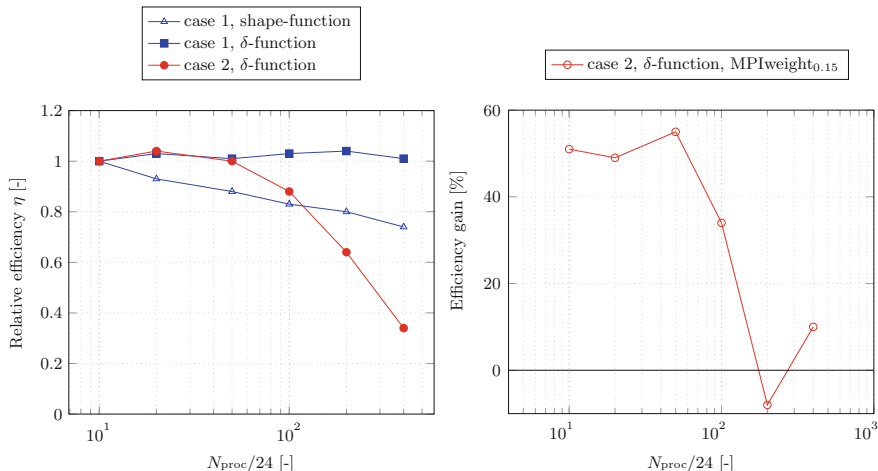 case 1, shape-function
case 1, δ-function
case 2, δ-function
1.2
1
0.8
0.6
0.4
0.2
0
10¹
10²
Relative efficiency η [-]
Nproc/24 [-]
case 2, δ-function, MPIweight₀.₁₅
60
40
20
0
10¹
10²
10³
Efficiency gain [%]
Nproc/24 [-]